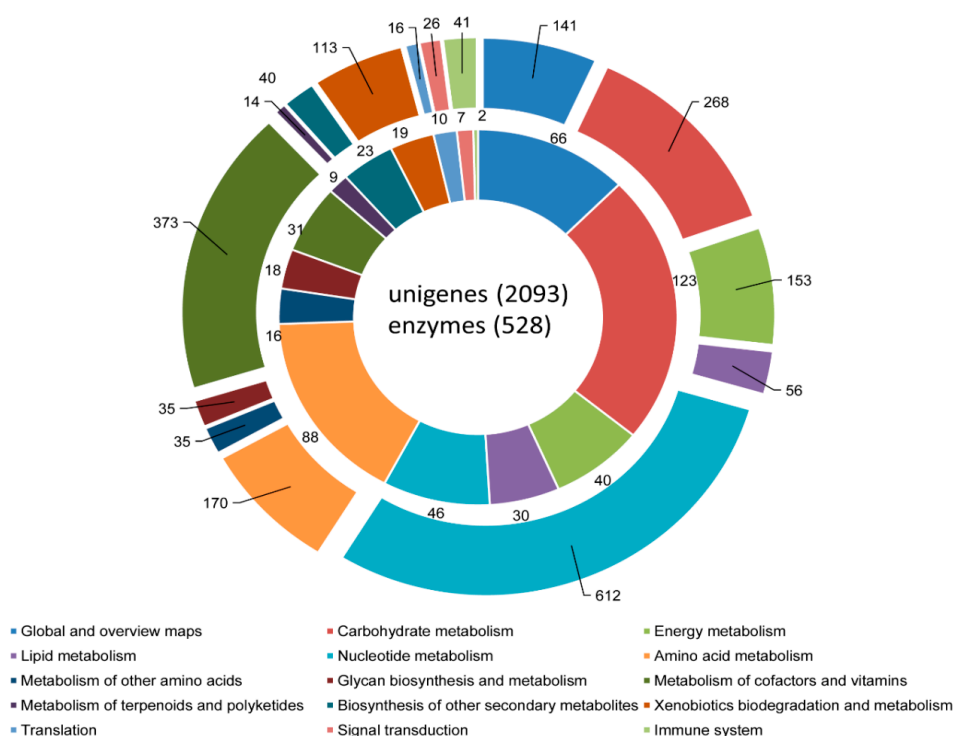 16
26
41
141
113
268
40
14
10
7
2
19
66
23
9
373
31
18
123
153
unigenes (2093)
enzymes (528)
16
56
35
35
88
40
170
46
30
612
Global and overview maps
Carbohydrate metabolism
Energy metabolism
Lipid metabolism
Nucleotide metabolism
Amino acid metabolism
Metabolism of other amino acids
Glycan biosynthesis and metabolism
Metabolism of cofactors and vitamins
Metabolism of terpenoids and polyketides
Biosynthesis of other secondary metabolites
Xenobiotics biodegradation and metabolism
Translation
Signal transduction
Immune system